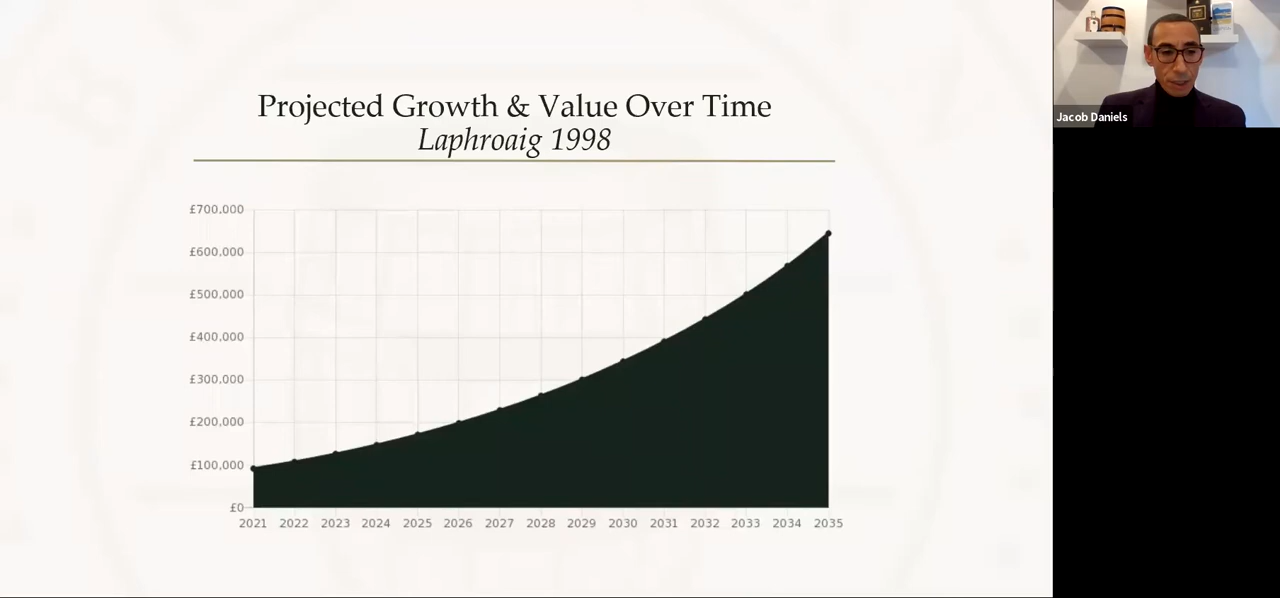 Projected Growth & Value Over Time
Laphroaig 1998
£700,000
£600,000
£500,000
£400,000
£300,000
£200,000
£100,000
£0
2021 2022 2023 2024 2025 2026 2027 2028 2029 2030 2031 2032 2033 2034 2035
Jacob Daniels